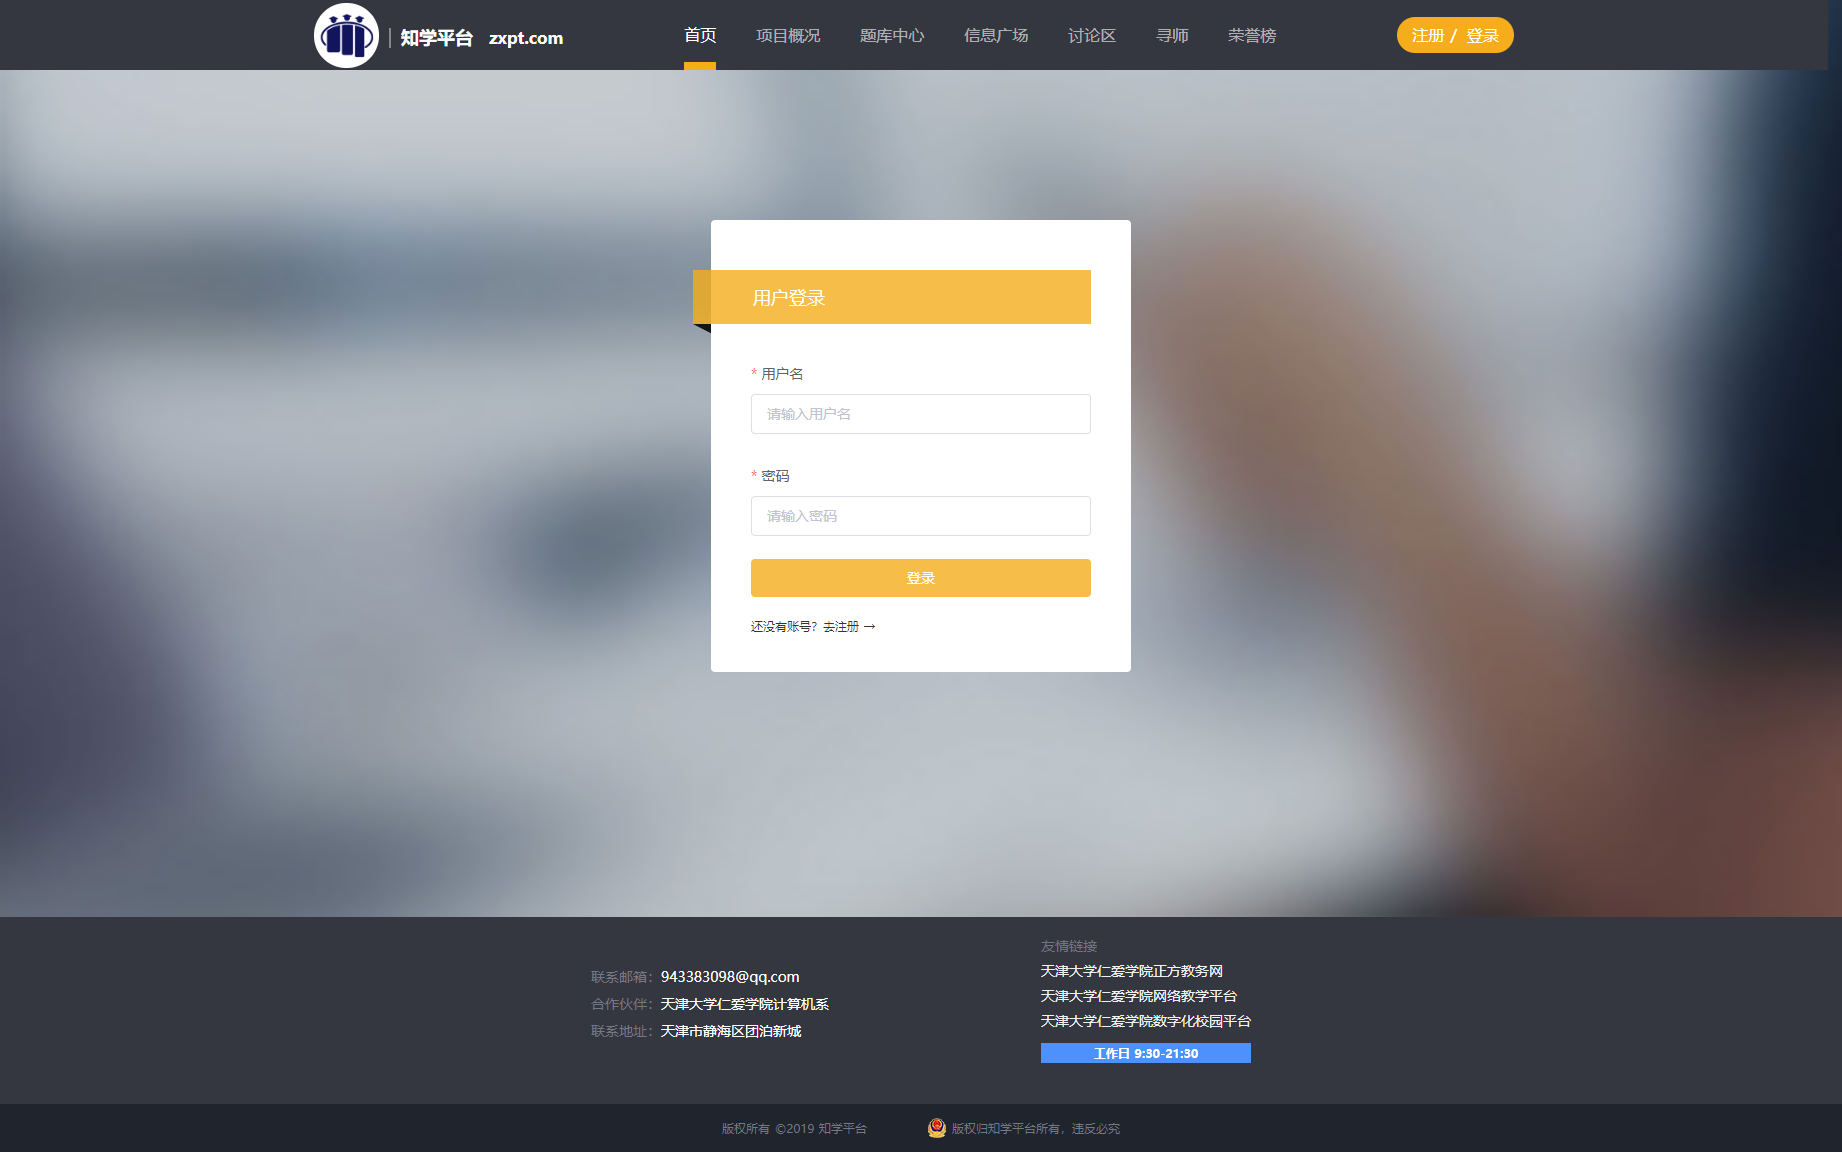 知学平台 zxpt.com
首页 项目概况 题库中心 信息广场 讨论区 寻师 荣誉榜
注册 / 登录
用户登录
* 用户名
请输入用户名
* 密码
请输入密码
登录
还没有账号？去注册 →
联系邮箱：943383098@qq.com
合作伙伴：天津大学仁爱学院计算机系
联系地址：天津市静海区团泊新城
友情链接
天津大学仁爱学院正方教务网
天津大学仁爱学院网络教学平台
天津大学仁爱学院数字化校园平台
工作日 9:30-21:30
版权所有 ©2019 知学平台
版权归知学平台所有，违反必究